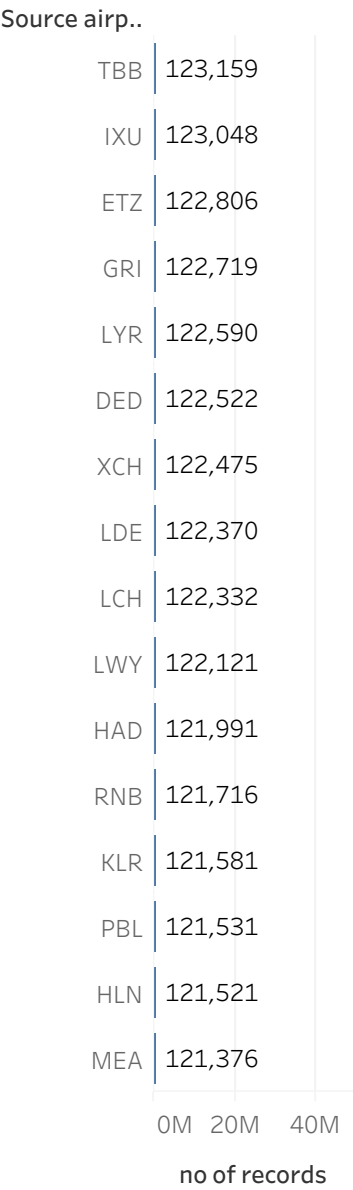 Source airp..
TBB 123,159
IXU 123,048
ETZ 122,806
GRI 122,719
LYR 122,590
DED 122,522
XCH 122,475
LDE 122,370
LCH 122,332
LWY 122,121
HAD 121,991
RNB 121,716
KLR 121,581
PBL 121,531
HLN 121,521
MEA 121,376
0M 20M 40M
no of records